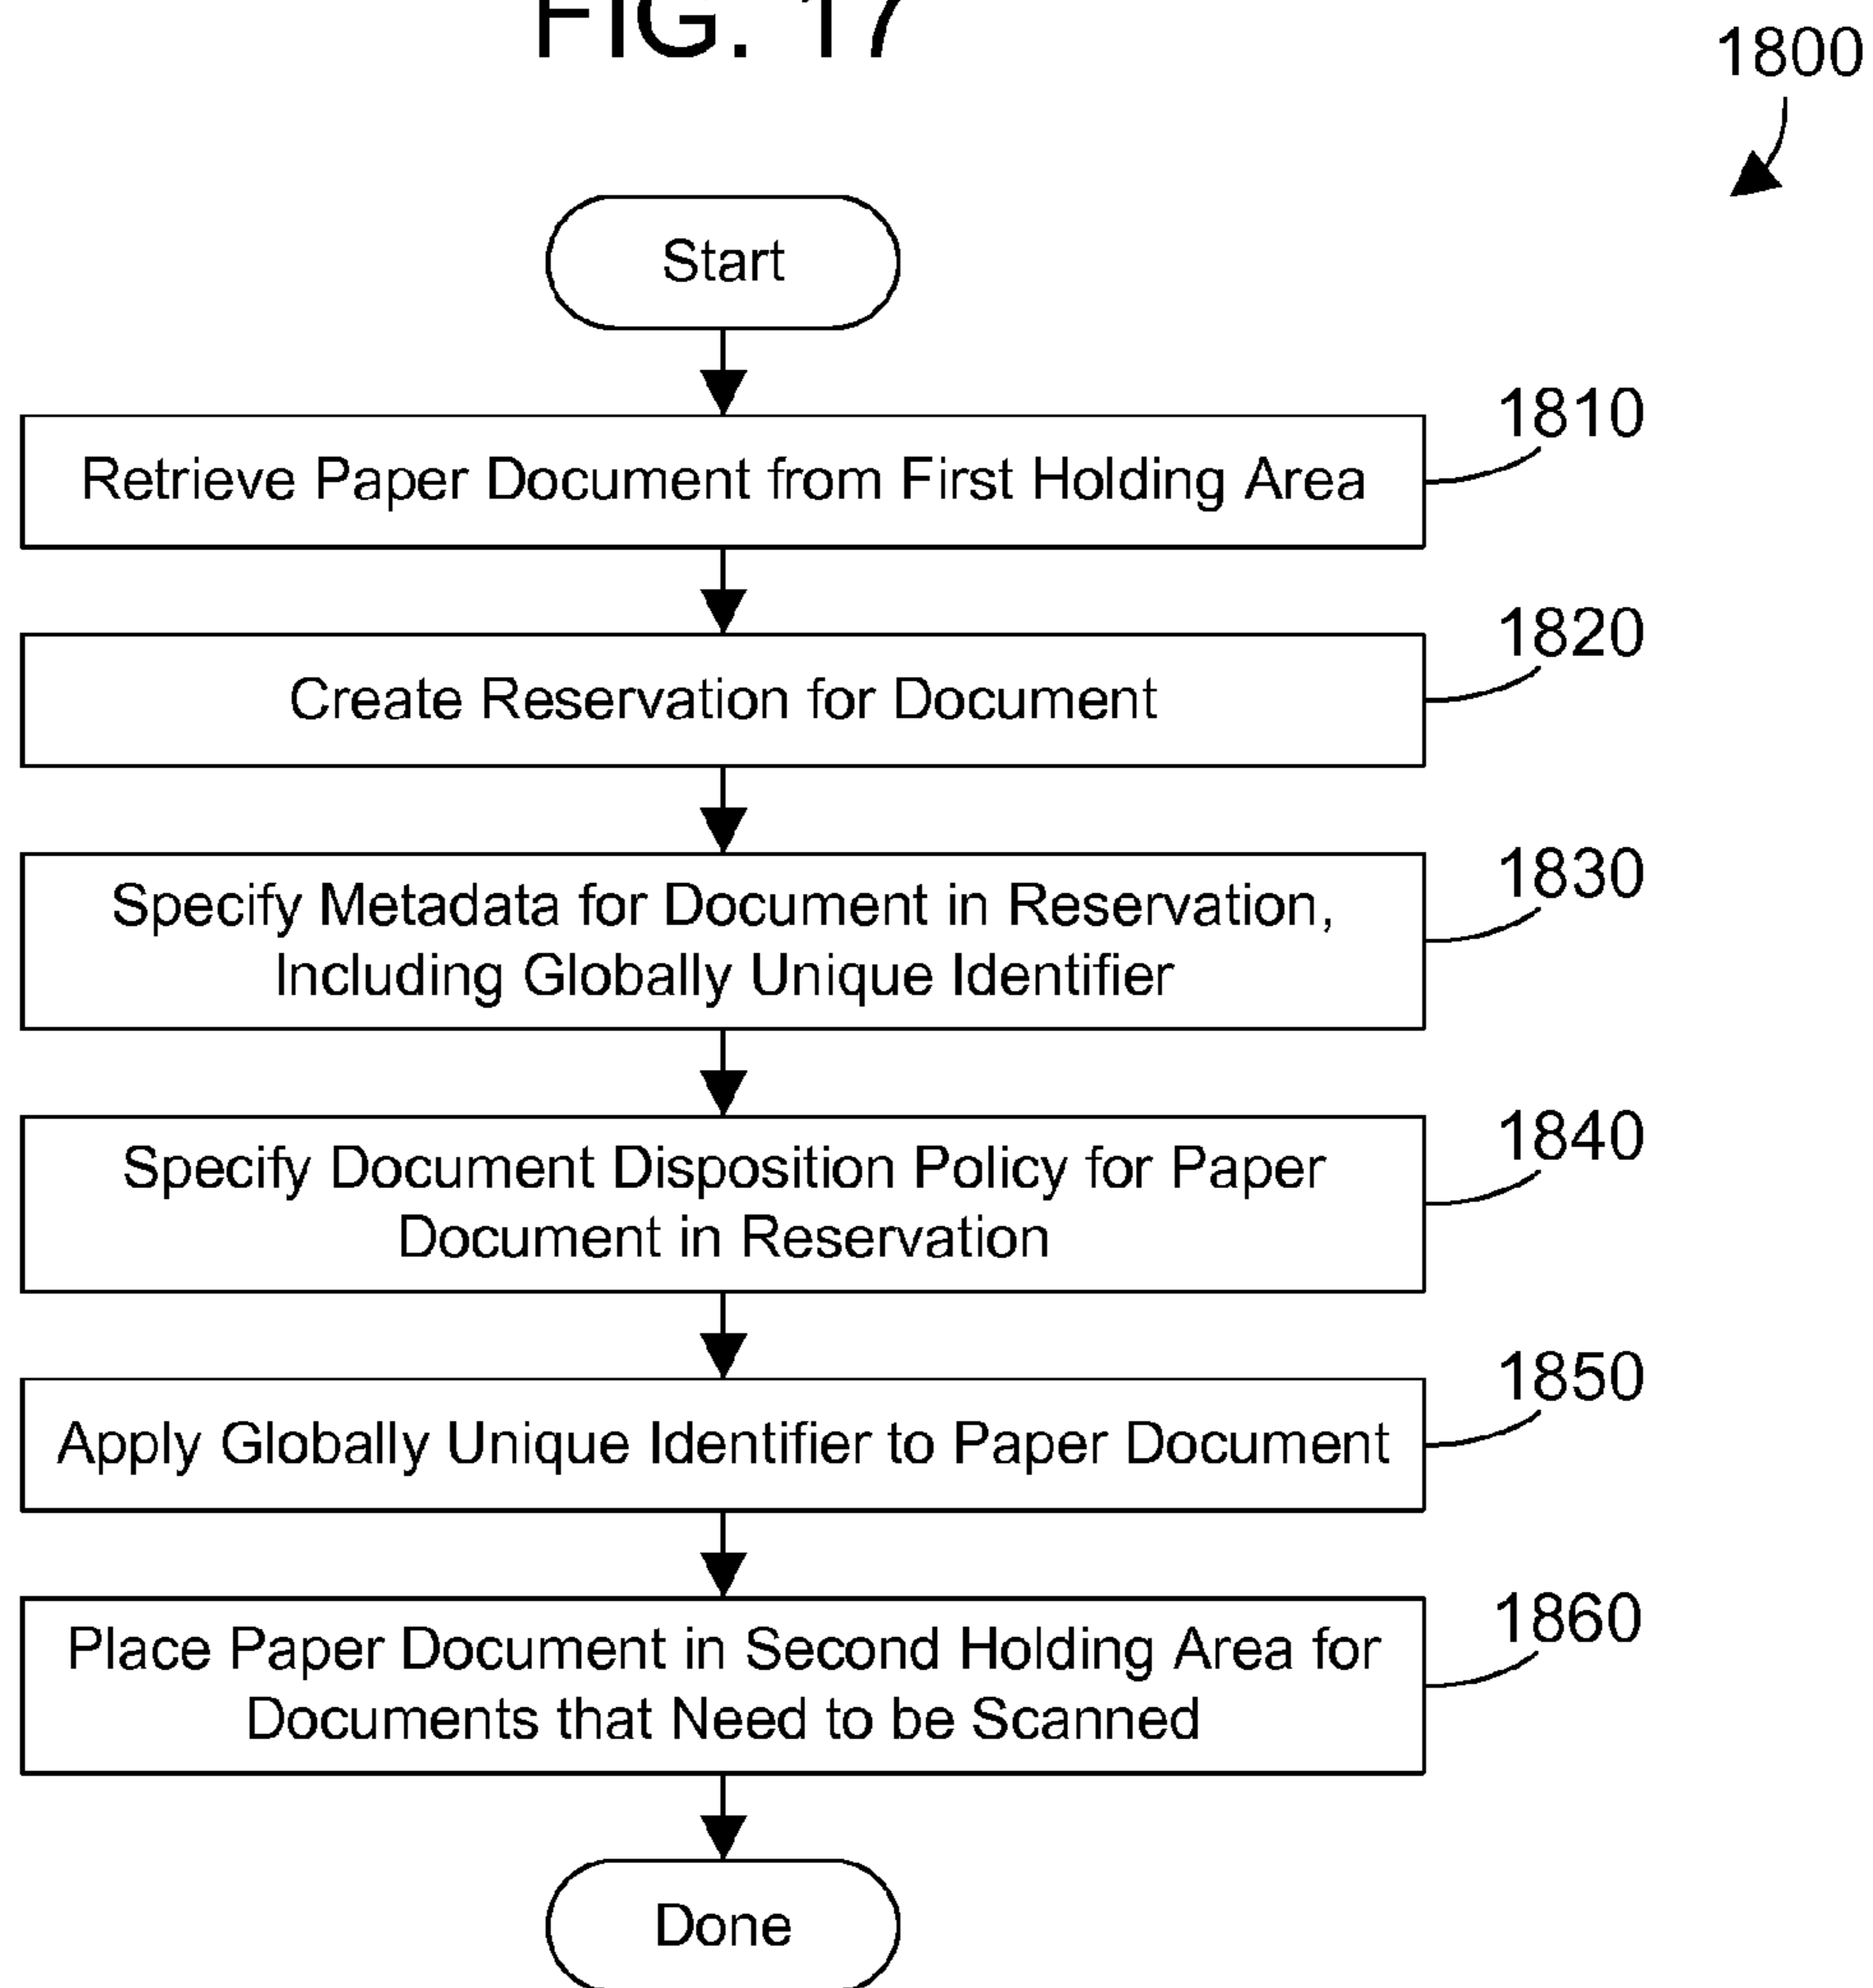 FIG. 17
1800
Start
1810
Retrieve Paper Document from First Holding Area
1820
Create Reservation for Document
1830
Specify Metadata for Document in Reservation,
Including Globally Unique Identifier
1840
Specify Document Disposition Policy for Paper
Document in Reservation
1850
Apply Globally Unique Identifier to Paper Document
1860
Place Paper Document in Second Holding Area for
Documents that Need to be Scanned
Done